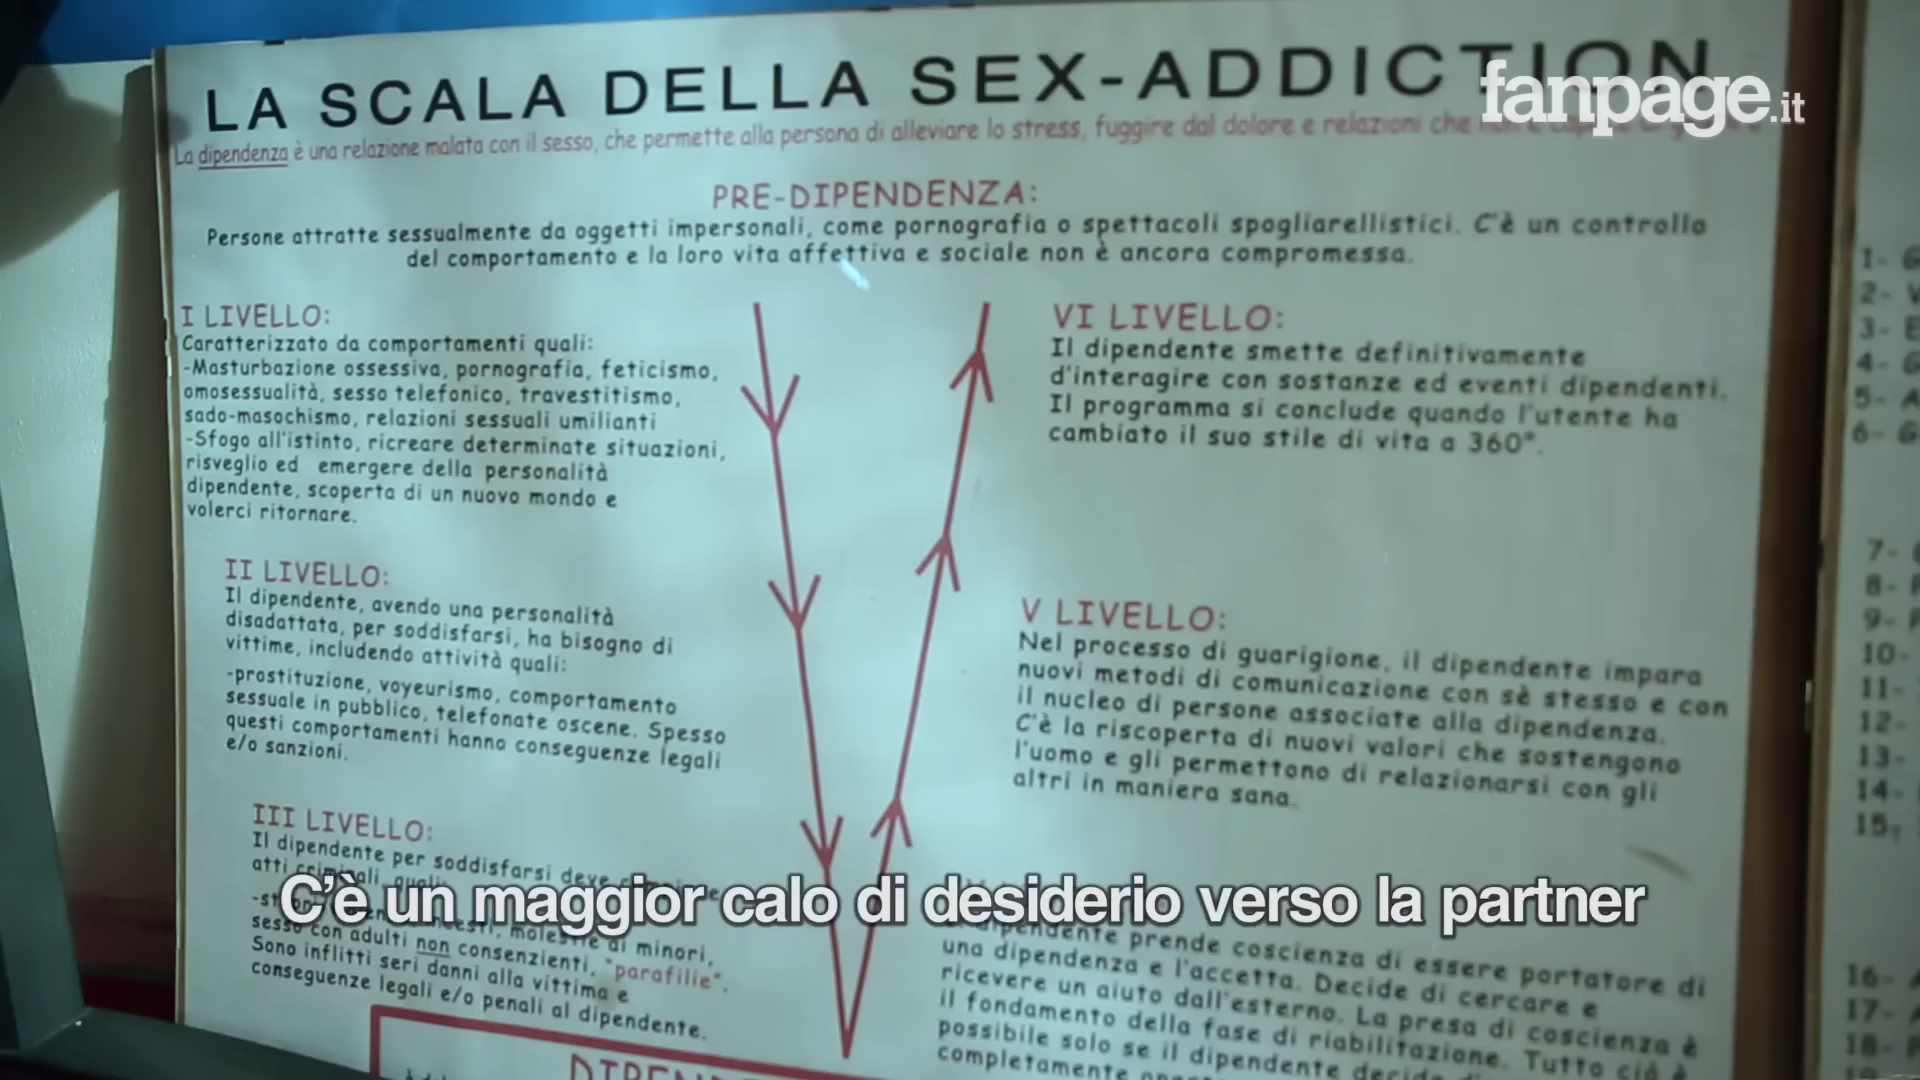 LA SCALA DELLA SEX-ADDICTION
fanpage.it
La dipendenza è una relazione malata con il sesso, che permette alla persona di alleviare lo stress, fuggire dal dolore e relazioni che
PRE-DIPENDENZA:
Persone attratte sessualmente da oggetti impersonali, come pornografia o spettacoli spogliarellistici. C'è un controllo
del comportamento e la loro vita affettiva e sociale non è ancora compromessa.
I LIVELLO:
Caratterizzato da comportamenti quali:
-Masturbazione ossessiva, pornografia, feticismo,
omosessualità, sesso telefonico, travestitismo,
sado-masochismo, relazioni sessuali umilianti
-Sfogo all'istinto, ricreare determinate situazioni,
risveglio ed emergere della personalità
dipendente, scoperta di un nuovo mondo e
volerci ritornare.
II LIVELLO:
Il dipendente, avendo una personalità
disadattata, per soddisfarsi, ha bisogno di
vittime, includendo attività quali:
-prostituzione, voyeurismo, comportamento
sessuale in pubblico, telefonate oscene. Spesso
questi comportamenti hanno conseguenze legali
e/o sanzioni.
III LIVELLO:
Il dipendente per soddisfarsi deve
atti criminali
molestie di minori,
sesso con adulti non consenzienti, "parafilie".
Sono inflitti seri danni alla vittima e
conseguenze legali e/o penali al dipendente.
VI LIVELLO:
Il dipendente smette definitivamente
d'interagire con sostanze ed eventi dipendenti.
Il programma si conclude quando l'utente ha
cambiato il suo stile di vita a 360°.
V LIVELLO:
Nel processo di guarigione, il dipendente impara
nuovi metodi di comunicazione con sè stesso e con
il nucleo di persone associate alla dipendenza.
C'è la riscoperta di nuovi valori che sostengono
l'uomo e gli permettono di relazionarsi con gli
altri in maniera sana.
dipendente prende coscienza di essere portatore di
una dipendenza e l'accetta. Decide di cercare e
ricevere un aiuto dall'esterno. La presa di coscienza è
il fondamento della fase di riabilitazione. Tutto ciò è
possibile solo se il dipendente decide di
completamente
C'è un maggior calo di desiderio verso la partner
1-
2-
3-
4-
5-
6-
7-
8-
9-
10-
11-
12-
13-
14-
15-
16-
17-
18-